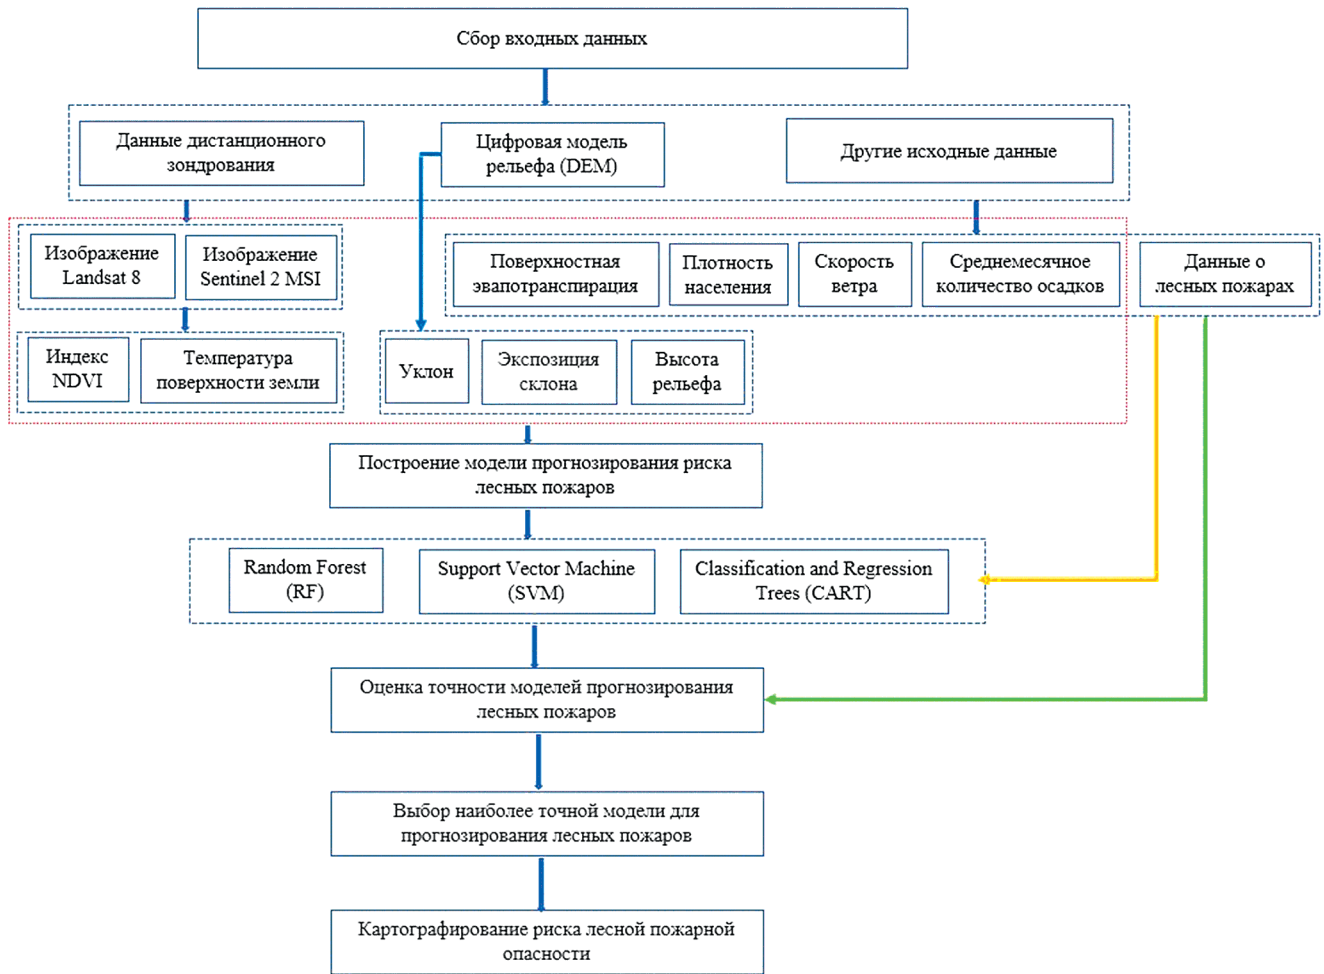 Сбор входных данных
Данные дистанционного
зондрования
Цифровая модель
рельефа (DEM)
Другие исходные данные
Изображение
Landsat 8
Изображение
Sentinel 2 MSI
Поверхностная
эвапотранспирация
Плотность
населения
Скорость
ветра
Среднемесячное
количество осадков
Данные о
лесных пожарах
Индекс
NDVI
Температура
поверхности земли
Уклон
Экспозиция
склона
Высота
рельефа
Построение модели прогнозирования риска
лесных пожаров
Random Forest
(RF)
Support Vector Machine
(SVM)
Classification and Regression
Trees (CART)
Оценка точности моделей прогнозирования
лесных пожаров
Выбор наиболее точной модели для
прогнозирования лесных пожаров
Картографирование риска лесной пожарной
опасности